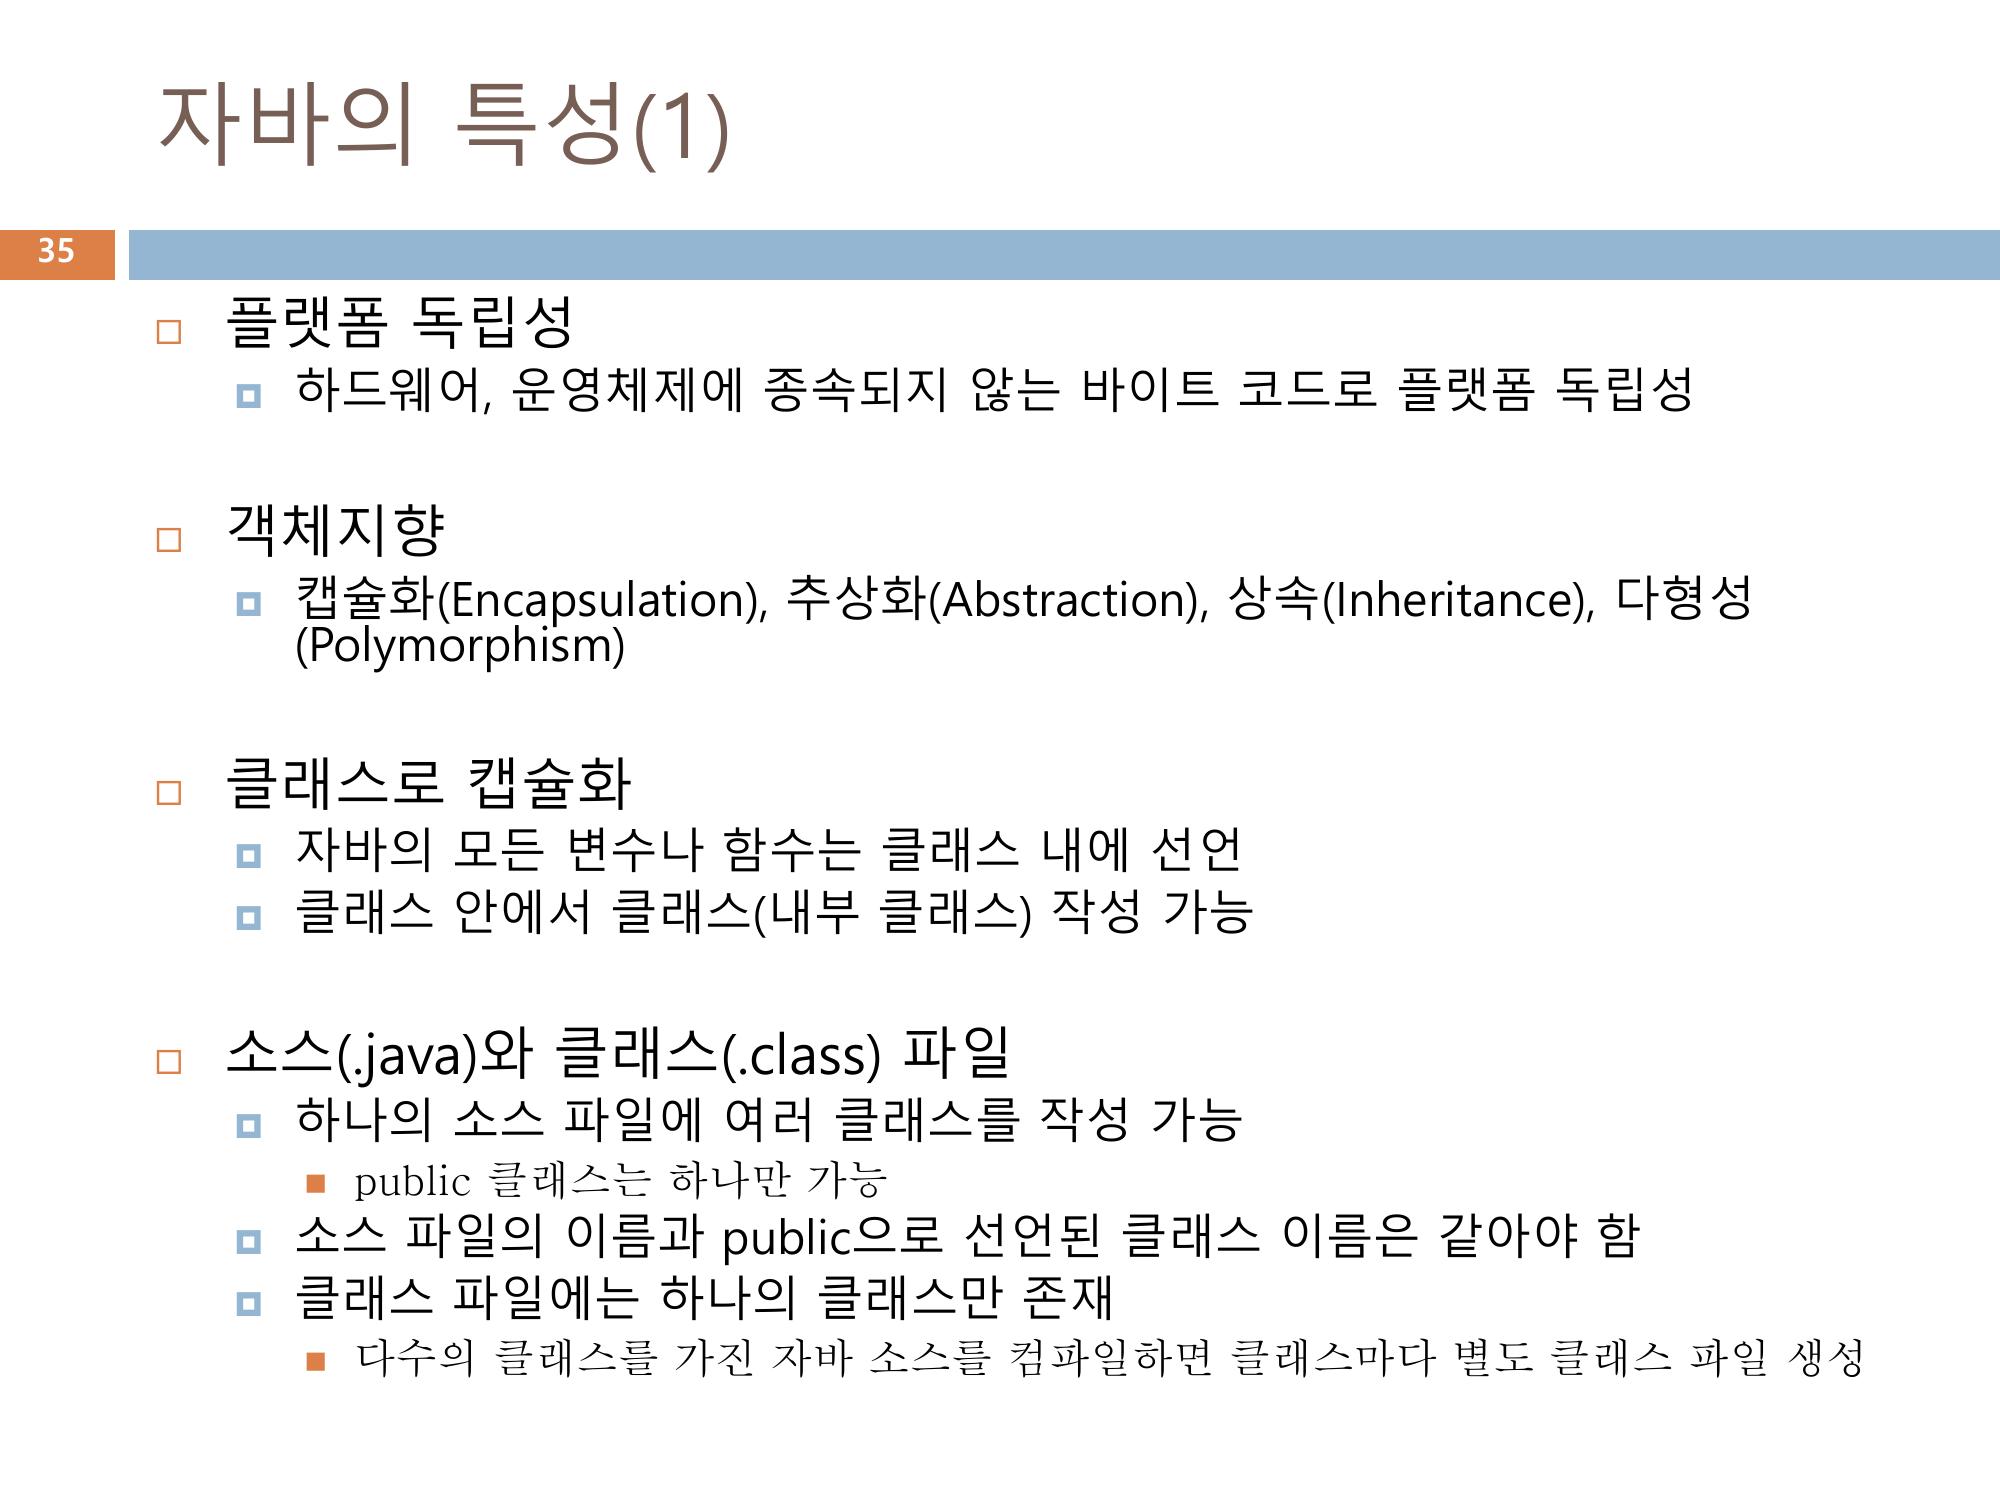 자바의 특성(1)
35
플랫폼 독립성
하드웨어, 운영체제에 종속되지 않는 바이트 코드로 플랫폼 독립성
객체지향
캡슐화(Encapsulation), 추상화(Abstraction), 상속(Inheritance), 다형성
(Polymorphism)
클래스로 캡슐화
자바의 모든 변수나 함수는 클래스 내에 선언
클래스 안에서 클래스(내부 클래스) 작성 가능
소스(.java)와 클래스(.class) 파일
하나의 소스 파일에 여러 클래스를 작성 가능
public 클래스는 하나만 가능
소스 파일의 이름과 public으로 선언된 클래스 이름은 같아야 함
클래스 파일에는 하나의 클래스만 존재
다수의 클래스를 가진 자바 소스를 컴파일하면 클래스마다 별도 클래스 파일 생성